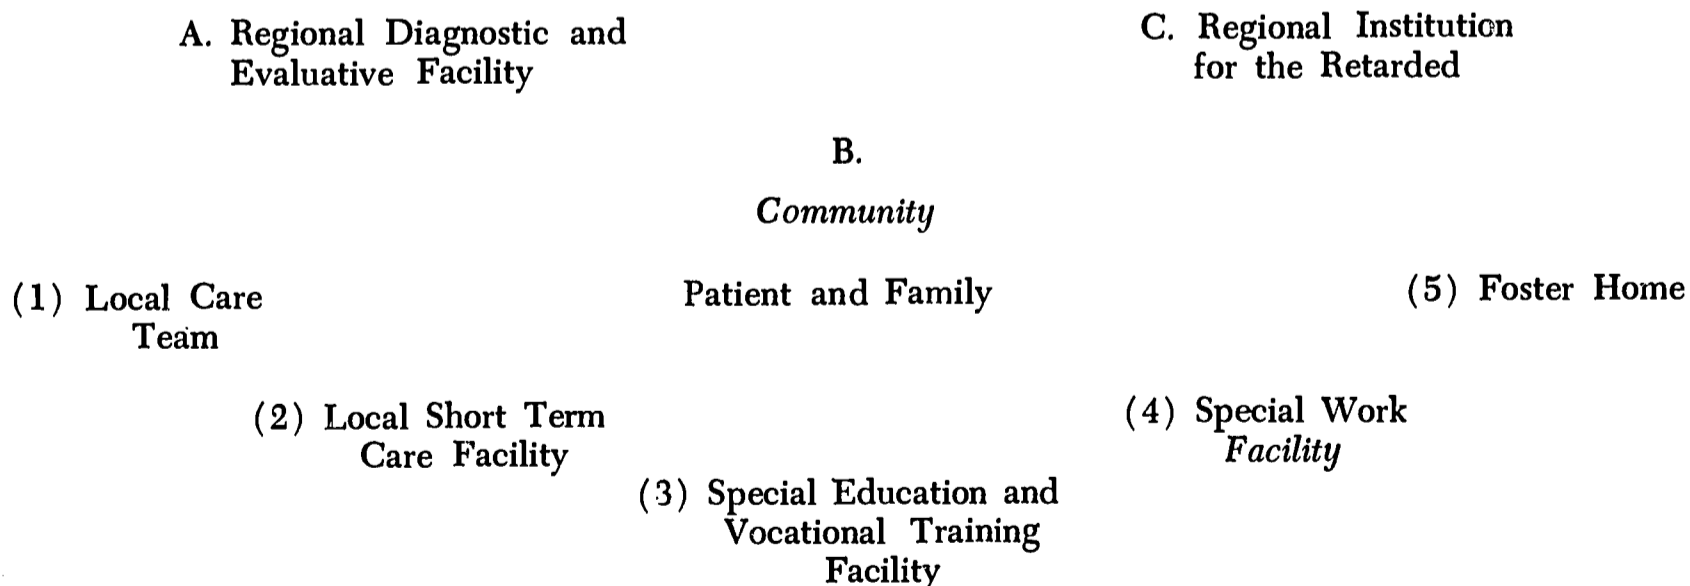 A. Regional Diagnostic and
Evaluative Facility
C. Regional Institution
for the Retarded
B.
Community
(1) Local Care
Team
Patient and Family
(5) Foster Home
(2) Local Short Term
Care Facility
(4) Special Work
Facility
(3) Special Education and
Vocational Training
Facility